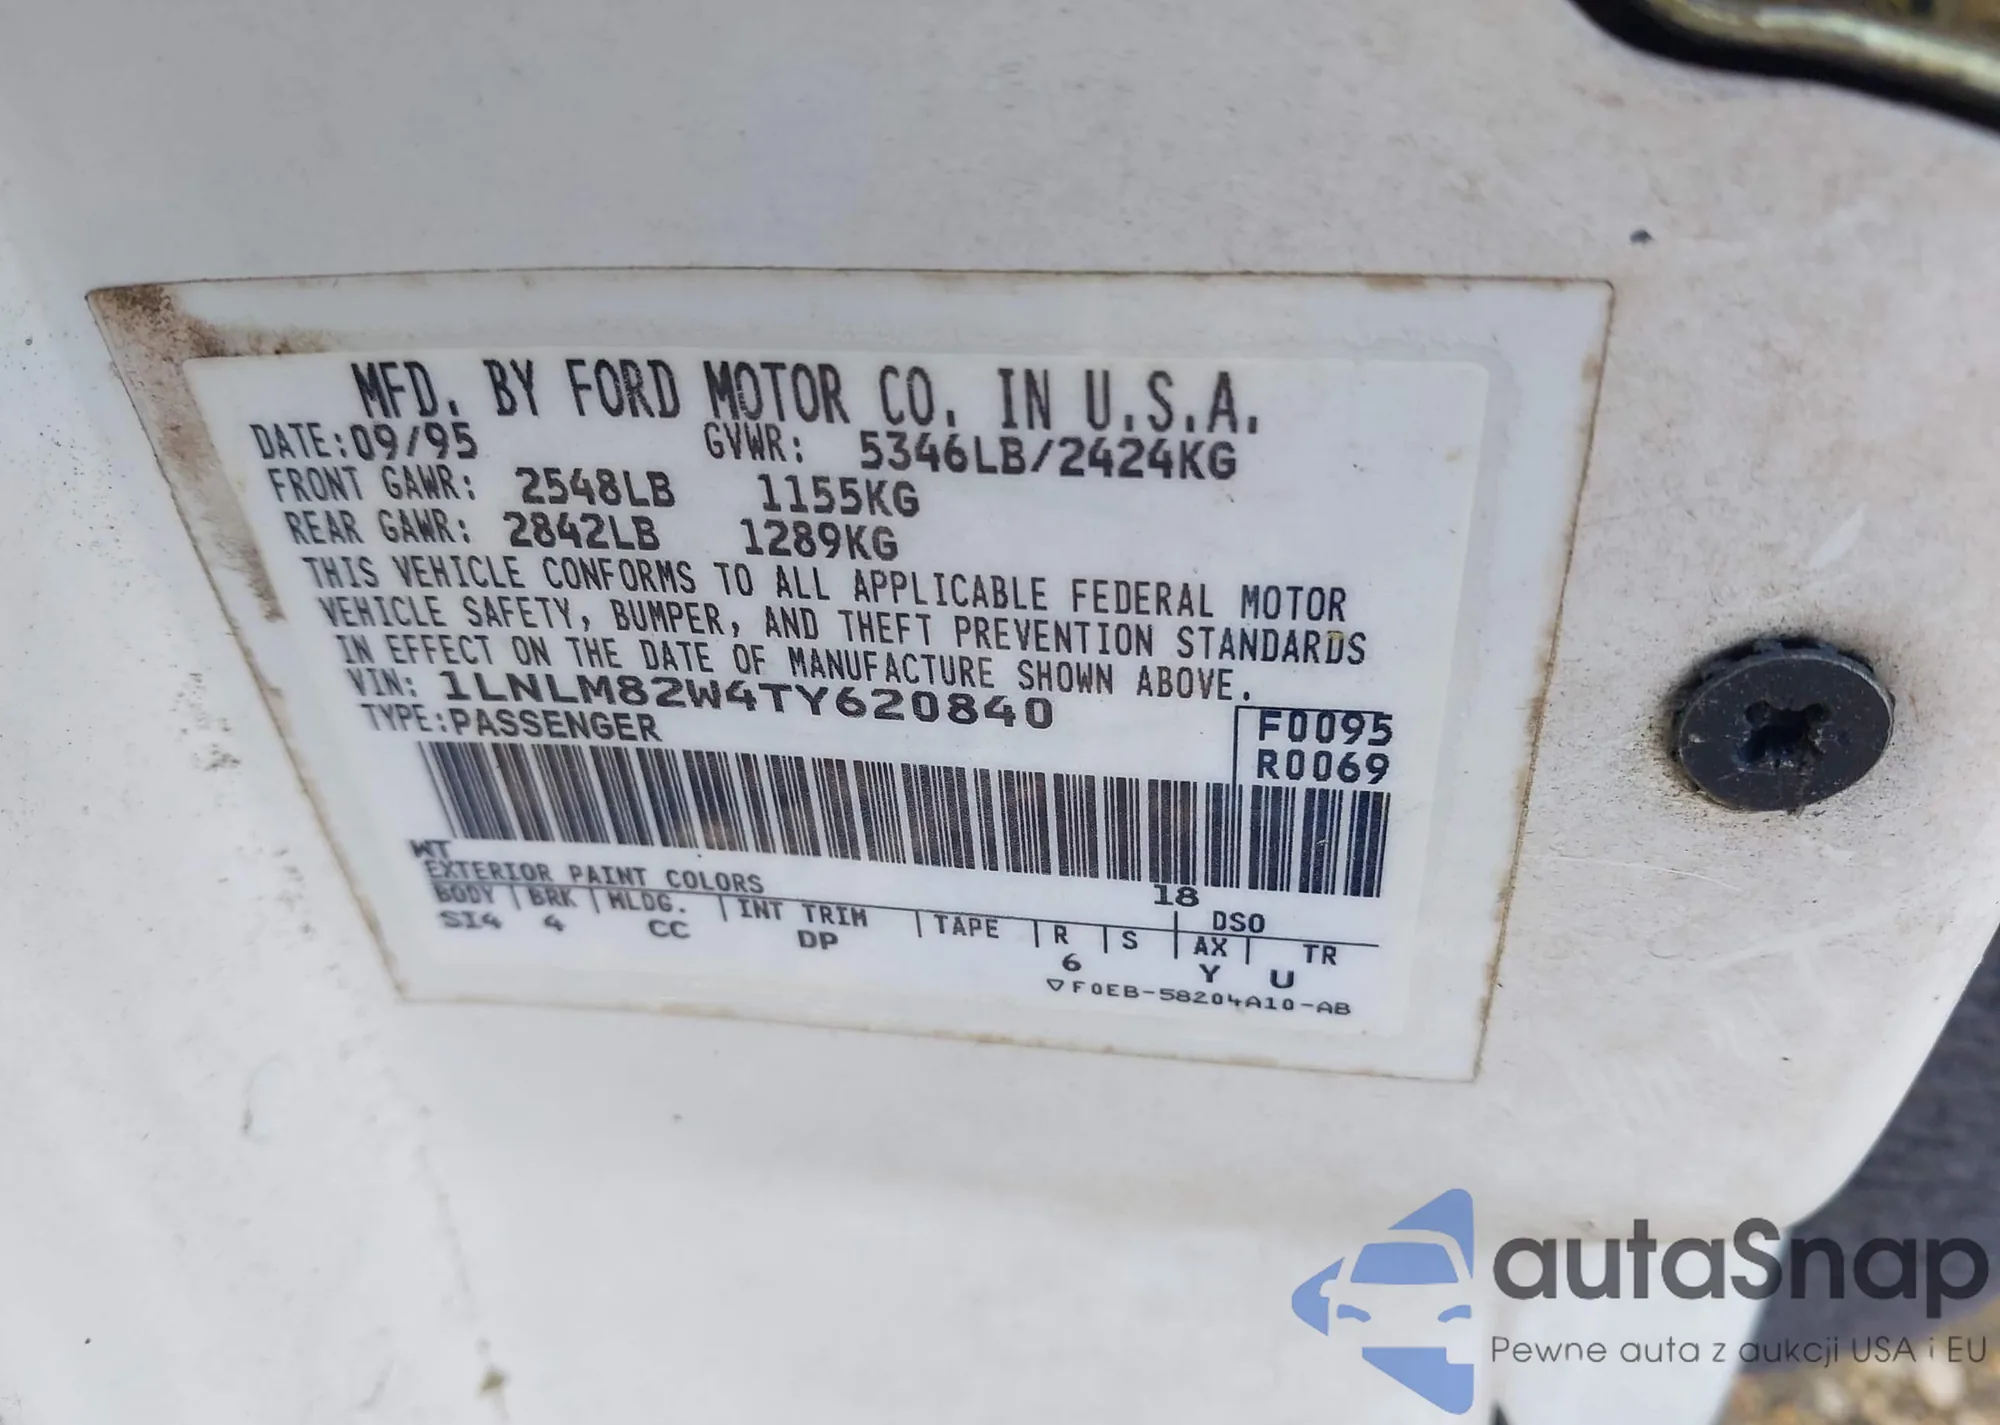 MFD. BY FORD MOTOR CO. IN U.S.A.
DATE: 09/95 GVWR: 5346LB/2424KG
FRONT GAWR: 2548LB 1155KG
REAR GAWR: 2842LB 1289KG
THIS VEHICLE CONFORMS TO ALL APPLICABLE FEDERAL MOTOR
VEHICLE SAFETY, BUMPER, AND THEFT PREVENTION STANDARDS
IN EFFECT ON THE DATE OF MANUFACTURE SHOWN ABOVE.
VIN: 1LNLM82W4TY620840
TYPE: PASSENGER
F0095
R0069
WT
EXTERIOR PAINT COLORS 18 DSO
BODY | BRK | MLDG. | INT TRIM | TAPE | R | S | AX | TR
SI4 4 CC DP 6 Y U
▽F0EB-58204A10-AB
autaSnap
Pewne auta z aukcji USA i EU